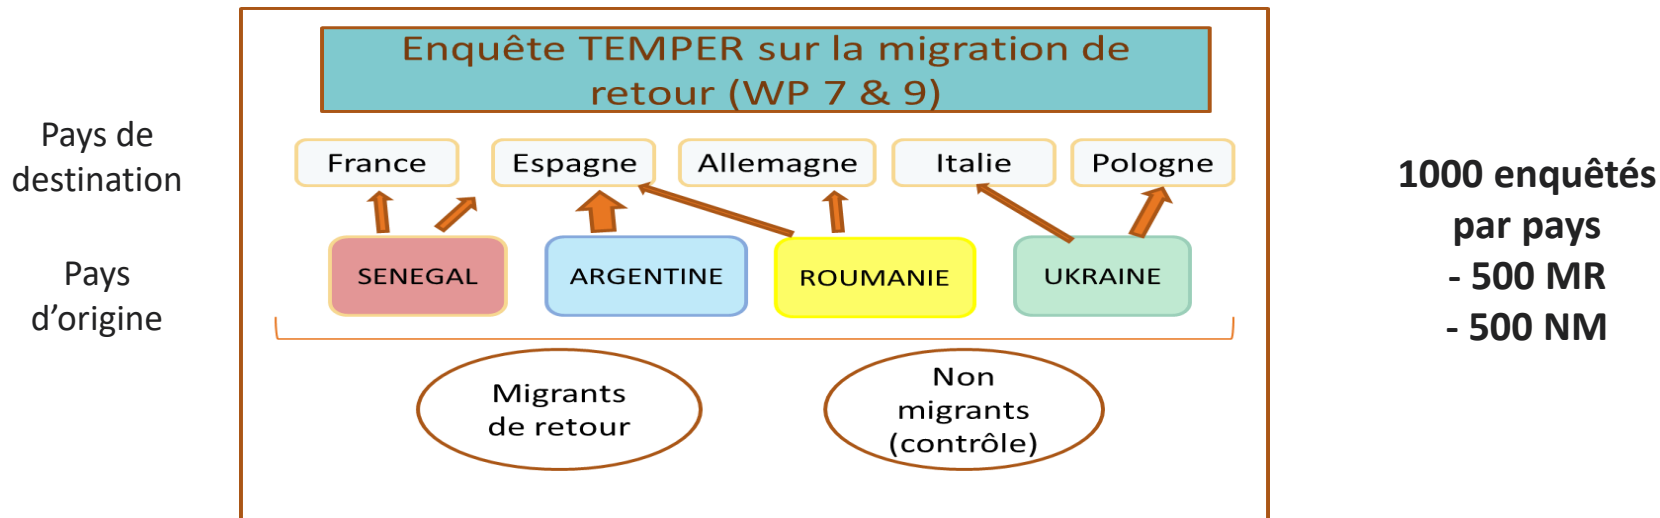 Enquête TEMPER sur la migration de
retour (WP 7 & 9)
Pays de
destination
France
Espagne
Allemagne
Italie
Pologne
Pays
d’origine
SENEGAL
ARGENTINE
ROUMANIE
UKRAINE
Migrants
de retour
Non
migrants
(contrôle)
1000 enquêtés
par pays
- 500 MR
- 500 NM